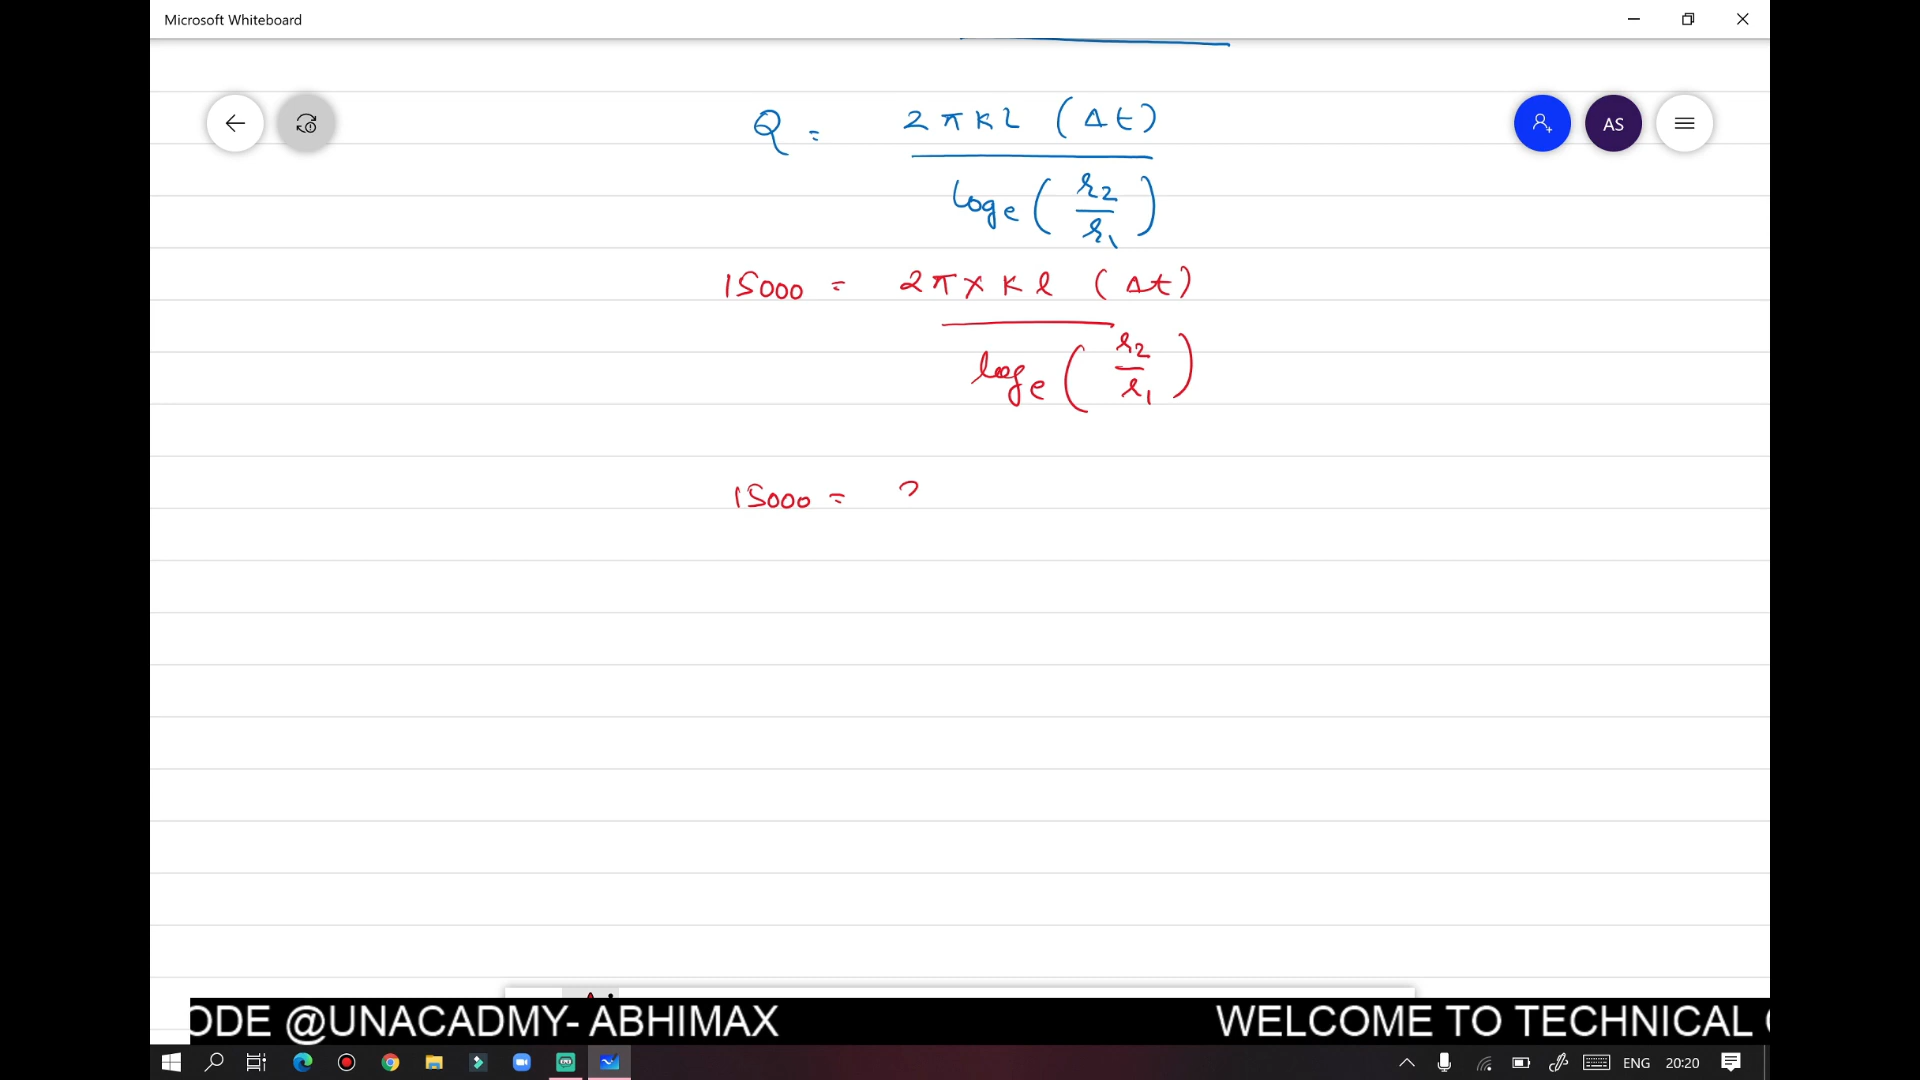 Microsoft Whiteboard
AS
Q = 2πkl (Δt)
loge (r2/r1)
15000 = 2π×kl (Δt)
loge (r2/r1)
15000 = 2
ODE @UNACADMY- ABHIMAX WELCOME TO TECHNICAL
ENG 20:20